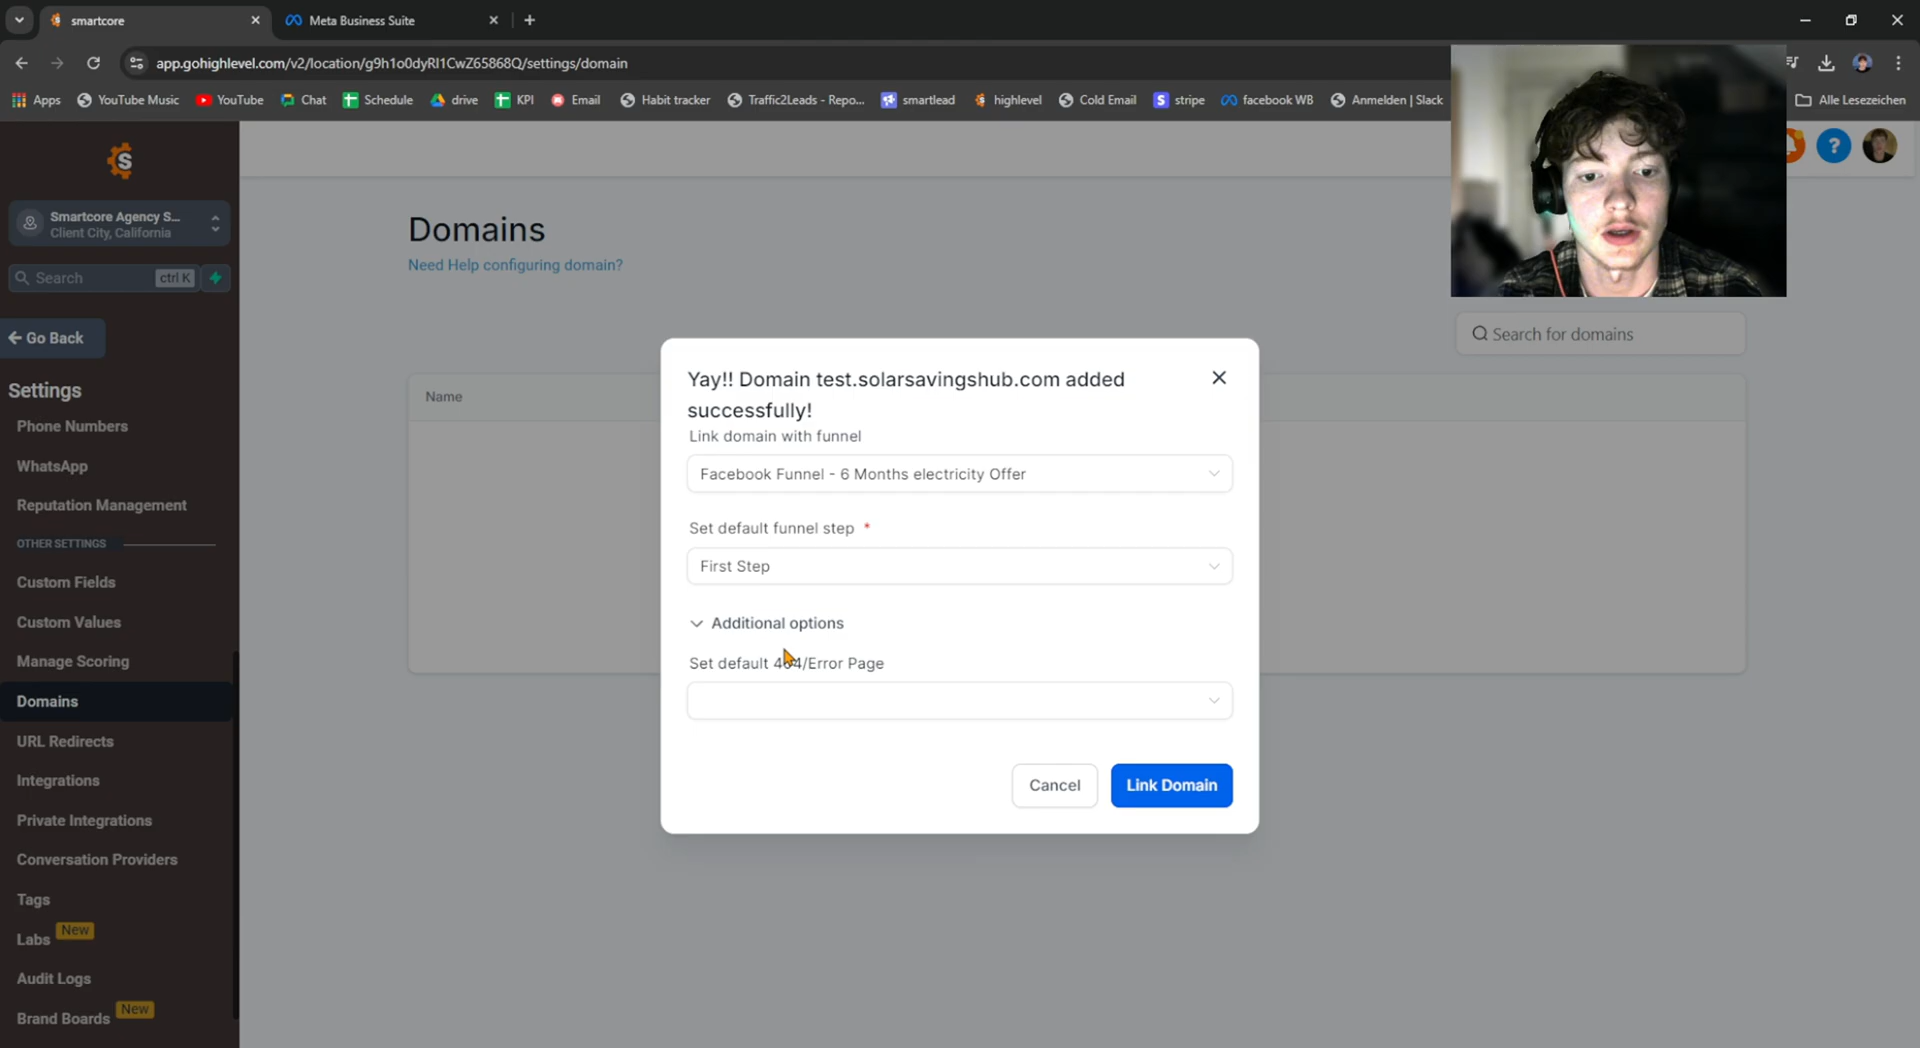 smartcore
Meta Business Suite
app.gohighlevel.com/v2/location/g9h1o0dyRI1CwZ65868Q/settings/domain
Apps
YouTube Music
YouTube
Chat
Schedule
drive
KPI
Email
Habit tracker
Traffic2Leads - Repo...
smartlead
highlevel
Cold Email
stripe
facebook WB
Anmelden | Slack
Alle Lesezeichen
Smartcore Agency S...
Client City, California
Search
ctrl K
Go Back
Settings
Phone Numbers
WhatsApp
Reputation Management
OTHER SETTINGS
Custom Fields
Custom Values
Manage Scoring
Domains
URL Redirects
Integrations
Private Integrations
Conversation Providers
Tags
Labs New
Audit Logs
Brand Boards New
Domains
Need Help configuring domain?
Search for domains
Name
Yay!! Domain test.solarsavingshub.com added
successfully!
Link domain with funnel
Facebook Funnel - 6 Months electricity Offer
Set default funnel step *
First Step
Additional options
Set default 404/Error Page
Cancel
Link Domain